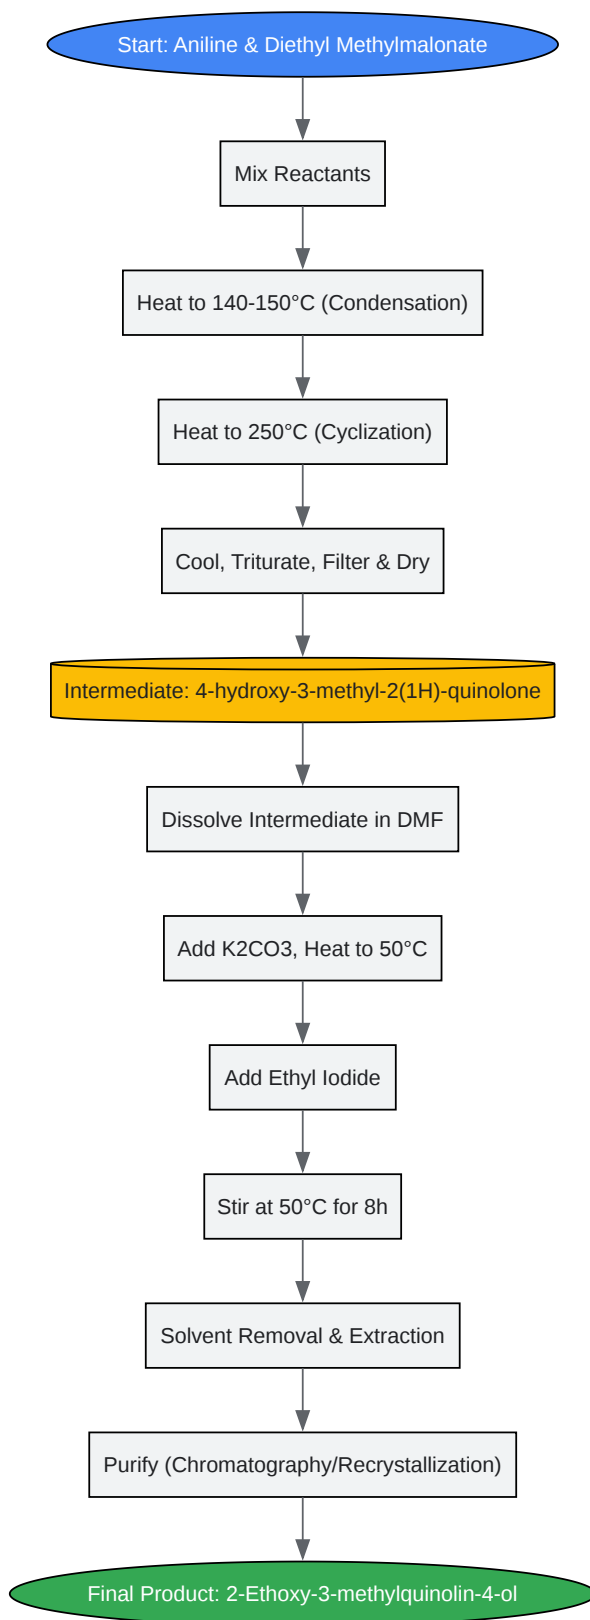 Start: Aniline & Diethyl Methylmalonate
Mix Reactants
Heat to 140-150°C (Condensation)
Heat to 250°C (Cyclization)
Cool, Triturate, Filter & Dry
Intermediate: 4-hydroxy-3-methyl-2(1H)-quinolone
Dissolve Intermediate in DMF
Add K2CO3, Heat to 50°C
Add Ethyl Iodide
Stir at 50°C for 8h
Solvent Removal & Extraction
Purify (Chromatography/Recrystallization)
Final Product: 2-Ethoxy-3-methylquinolin-4-ol